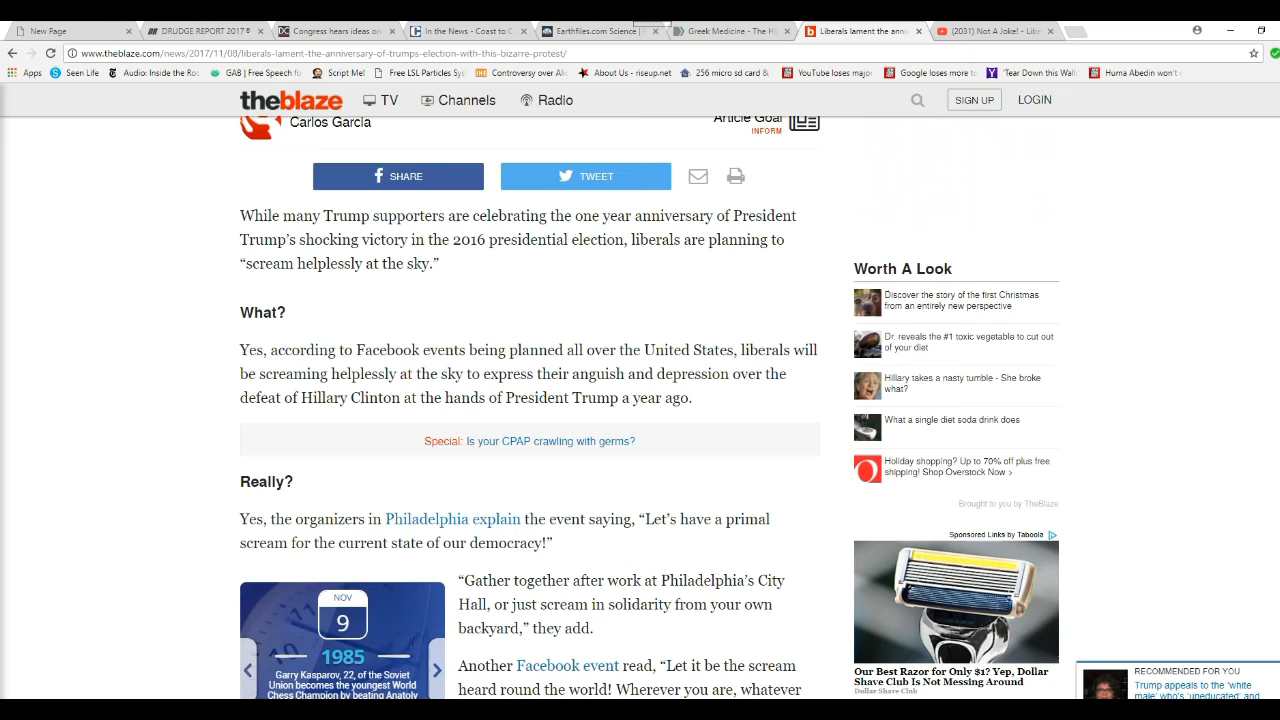 New Page
DRUDGE REPORT 2017®
Congress hears ideas on
In the News - Coast to C
Earthfiles.com Science |
Greek Medicine - The Hi
Liberals lament the anni
(2031) Not A Joke! - Libe
www.theblaze.com/news/2017/11/08/liberals-lament-the-anniversary-of-trumps-election-with-this-bizarre-protest/
Apps
Seen Life
Audio: Inside the Ro
GAB | Free Speech fo
Script Me!
Free LSL Particles Sys
Controversy over Ali
About Us - riseup.net
256 micro sd card &
YouTube loses major
Google loses more to
'Tear Down this Wall
Huma Abedin won't
theblaze
TV
Channels
Radio
SIGN UP
LOGIN
Carlos Garcia
Article Goal
INFORM
SHARE
TWEET
While many Trump supporters are celebrating the one year anniversary of President
Trump’s shocking victory in the 2016 presidential election, liberals are planning to
“scream helplessly at the sky.”
What?
Yes, according to Facebook events being planned all over the United States, liberals will
be screaming helplessly at the sky to express their anguish and depression over the
defeat of Hillary Clinton at the hands of President Trump a year ago.
Special: Is your CPAP crawling with germs?
Really?
Yes, the organizers in Philadelphia explain the event saying, “Let’s have a primal
scream for the current state of our democracy!”
NOV
9
1985
Garry Kasparov, 22, of the Soviet
Union becomes the youngest World
Chess Champion by beating Anatoly
“Gather together after work at Philadelphia’s City
Hall, or just scream in solidarity from your own
backyard,” they add.
Another Facebook event read, “Let it be the scream
heard round the world! Wherever you are, whatever
Worth A Look
Discover the story of the first Christmas
from an entirely new perspective
Dr. reveals the #1 toxic vegetable to cut out
of your diet
Hillary takes a nasty tumble - She broke
what?
What a single diet soda drink does
Holiday shopping? Up to 70% off plus free
shipping! Shop Overstock Now >
Brought to you by TheBlaze
Sponsored Links by Taboola
Our Best Razor for Only $1? Yep, Dollar
Shave Club Is Not Messing Around
Dollar Shave Club
RECOMMENDED FOR YOU
Trump appeals to the 'white
male' who's 'uneducated' and